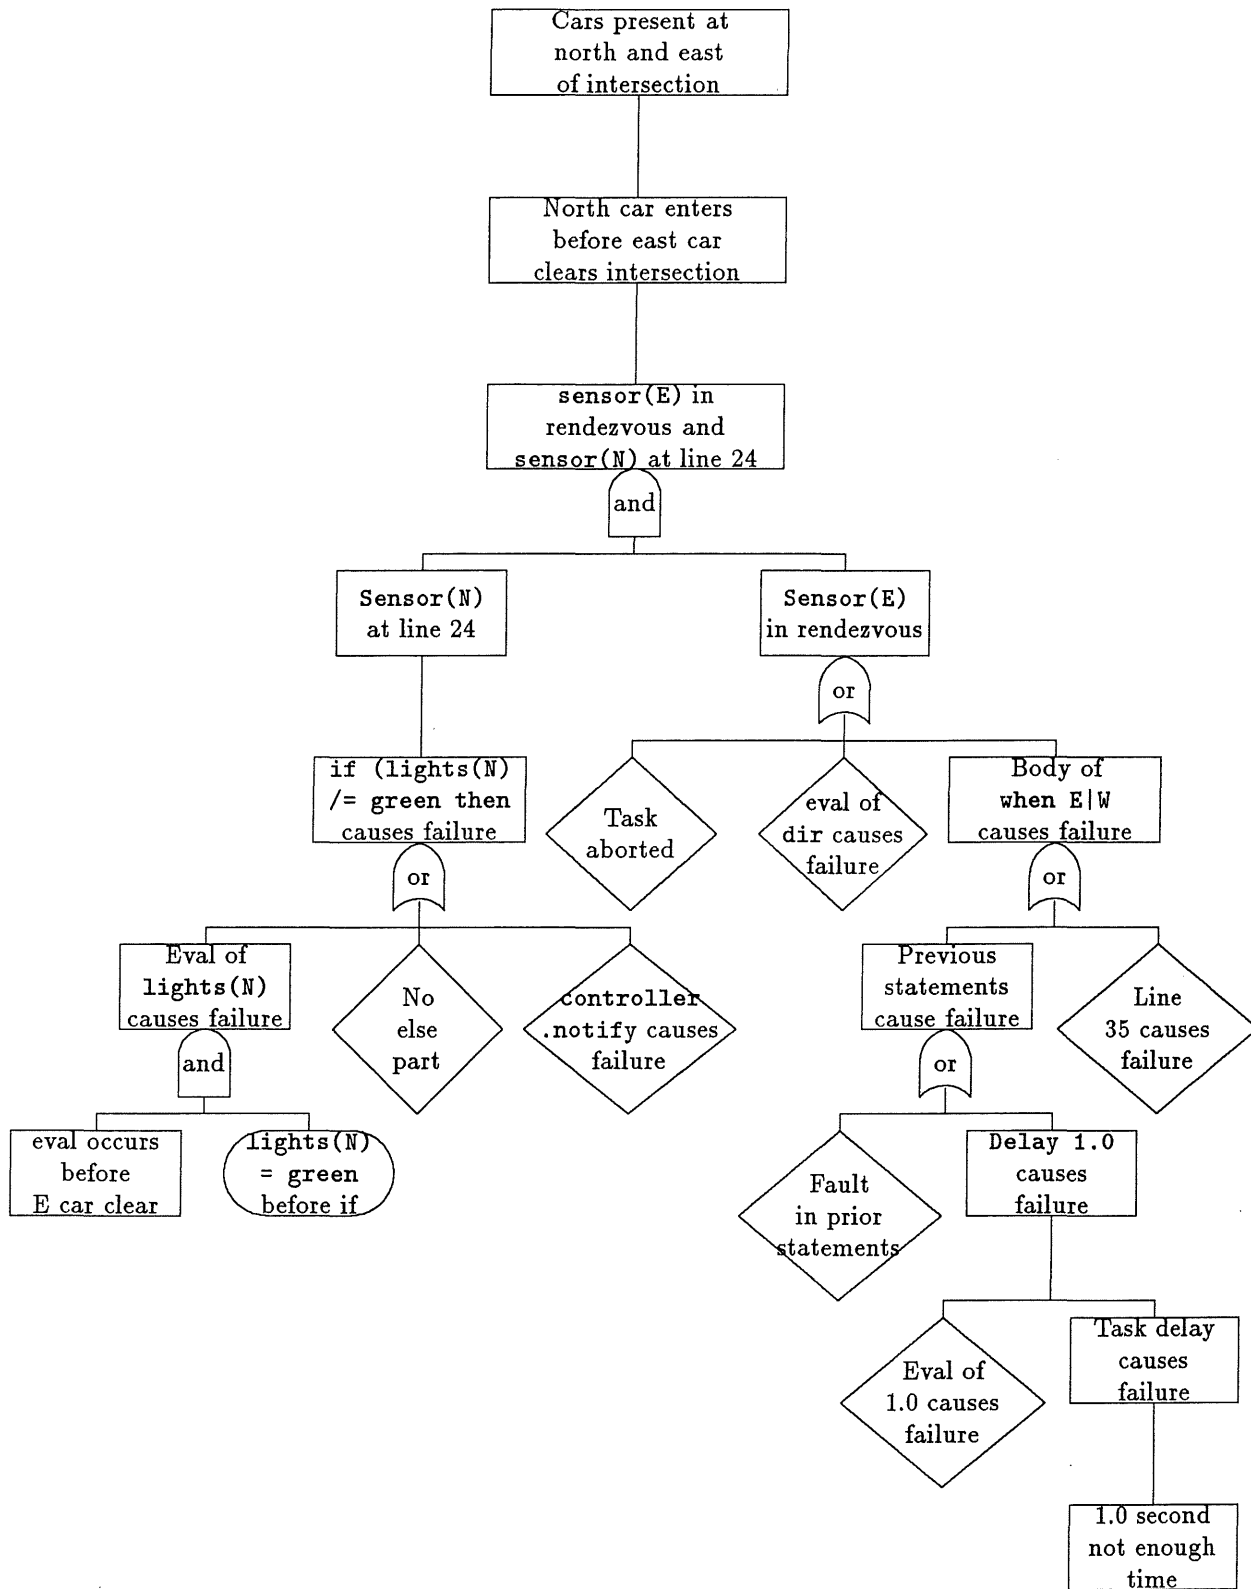 Cars present at
north and east
of intersection
North car enters
before east car
clears intersection
sensor(E) in
rendezvous and
sensor(N) at line 24
and
Sensor(N)
at line 24
Sensor(E)
in rendezvous
or
if (lights(N)
/= green then
causes failure
Task
aborted
eval of
dir causes
failure
Body of
when E|W
causes failure
or
or
Eval of
lights(N)
causes failure
No
else
part
controller
.notify causes
failure
Previous
statements
cause failure
Line
35 causes
failure
and
or
eval occurs
before
E car clear
lights(N)
= green
before if
Fault
in prior
statements
Delay 1.0
causes
failure
Eval of
1.0 causes
failure
Task delay
causes
failure
1.0 second
not enough
time